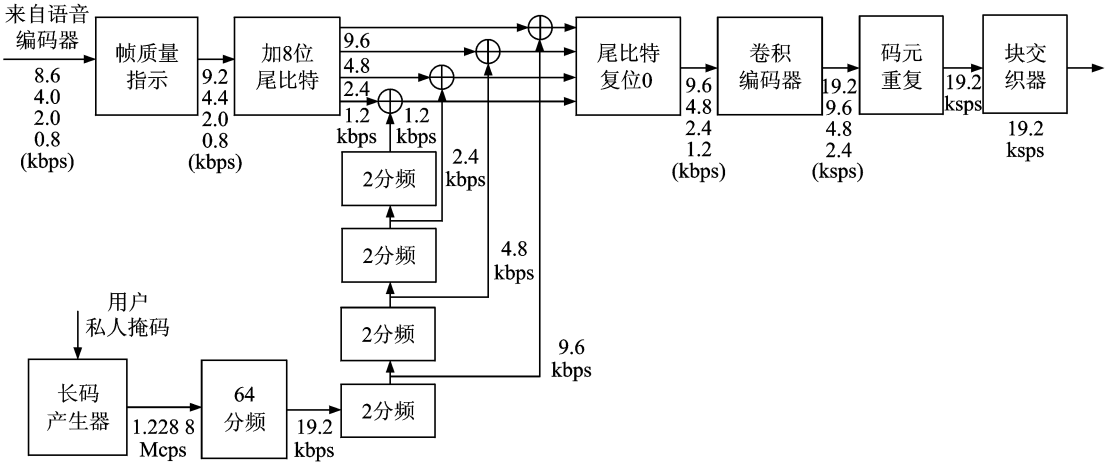 来自语音
编码器
8.6
4.0
2.0
0.8
(kbps)
帧质量
指示
9.2
4.4
2.0
0.8
(kbps)
加8位
尾比特
9.6
4.8
2.4
1.2
kbps
1.2
kbps
2.4
kbps
4.8
kbps
9.6
kbps
尾比特
复位0
9.6
4.8
2.4
1.2
(kbps)
卷积
编码器
19.2
9.6
4.8
2.4
(ksps)
码元
重复
19.2
ksps
块交
织器
19.2
ksps
2分频
2分频
2分频
2分频
用户
私人掩码
长码
产生器
1.228 8
Mcps
64
分频
19.2
kbps